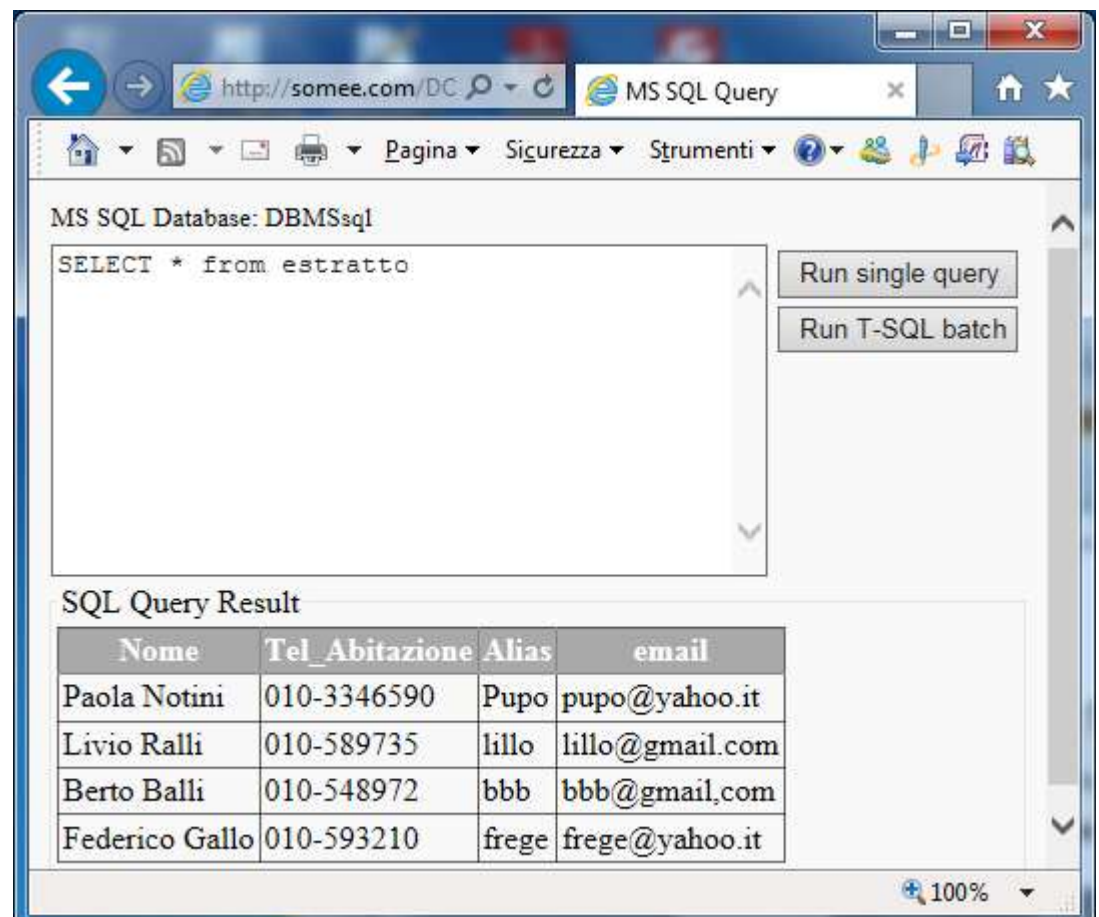 http://somee.com/DC
MS SQL Query
Pagina Sicurezza Strumenti
MS SQL Database: DBMSsql
SELECT * from estratto
Run single query
Run T-SQL batch
SQL Query Result
Nome Tel_Abitazione Alias email
Paola Notini 010-3346590 Pupo pupo@yahoo.it
Livio Ralli 010-589735 lillo lillo@gmail.com
Berto Balli 010-548972 bbb bbb@gmail,com
Federico Gallo 010-593210 frege frege@yahoo.it
100%